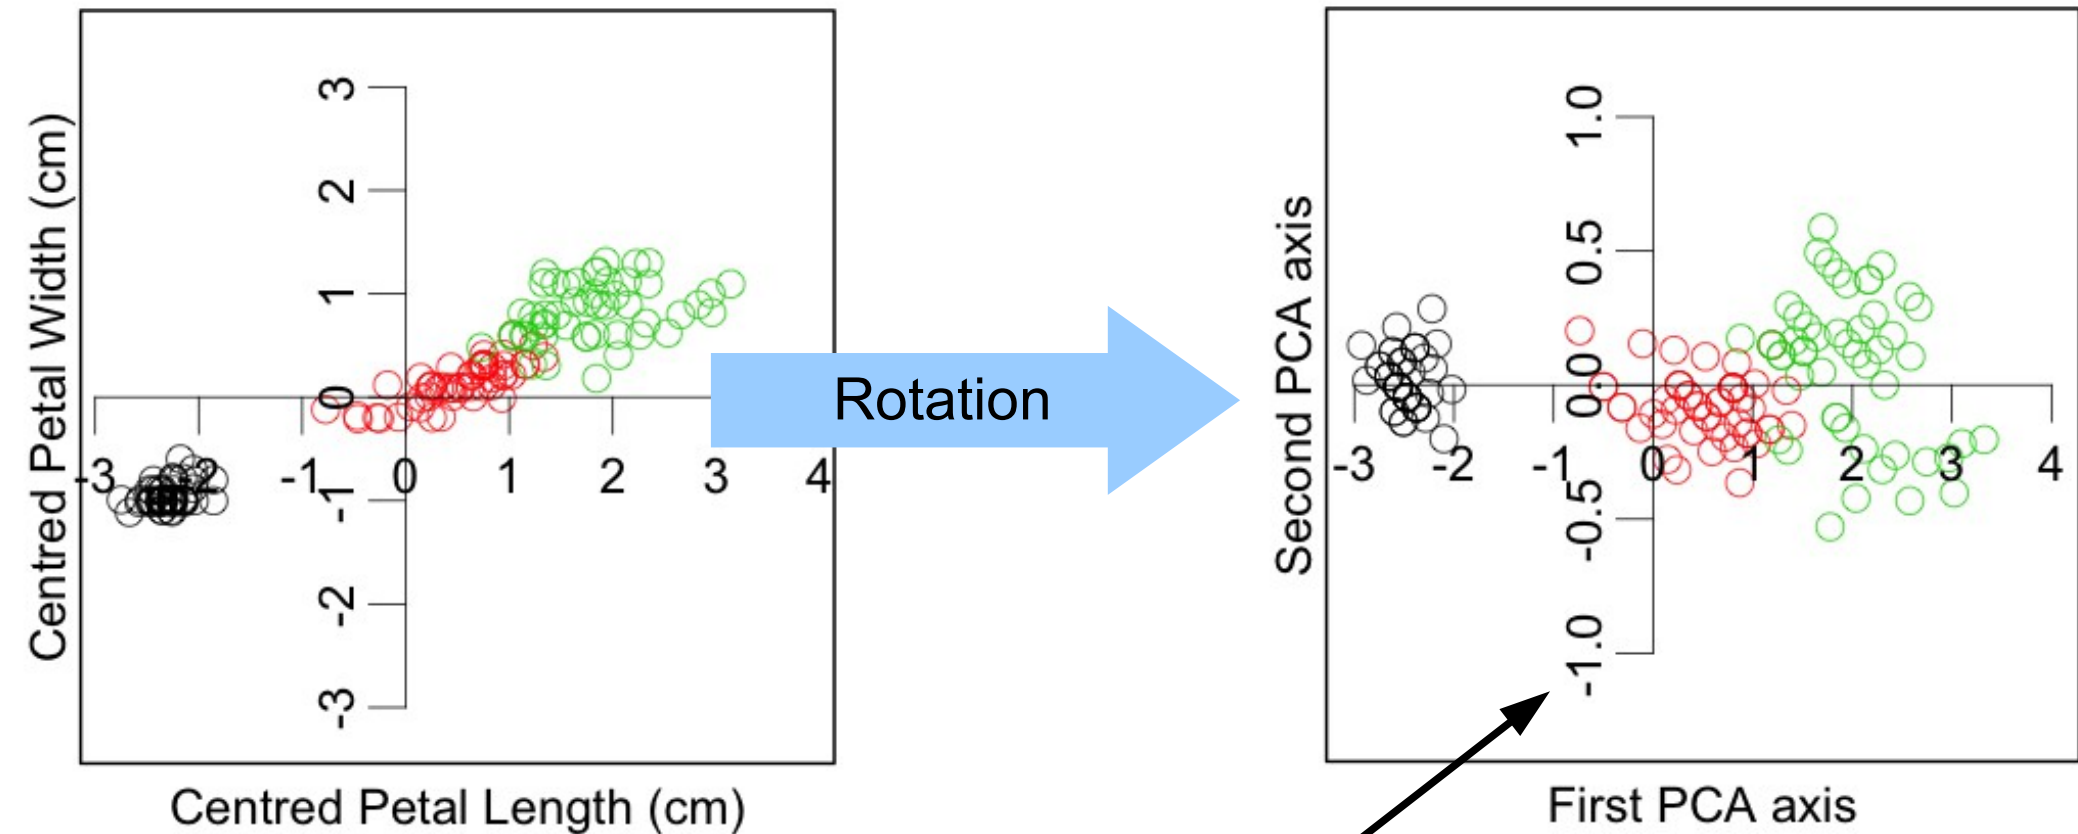 Centred Petal Width (cm)
3
2
1
0
-1
-2
-3
-3 -2 -1 0 1 2 3 4
Centred Petal Length (cm)
Rotation
Second PCA axis
1.0
0.5
0.0
-0.5
-1.0
-3 -2 -1 0 1 2 3 4
First PCA axis